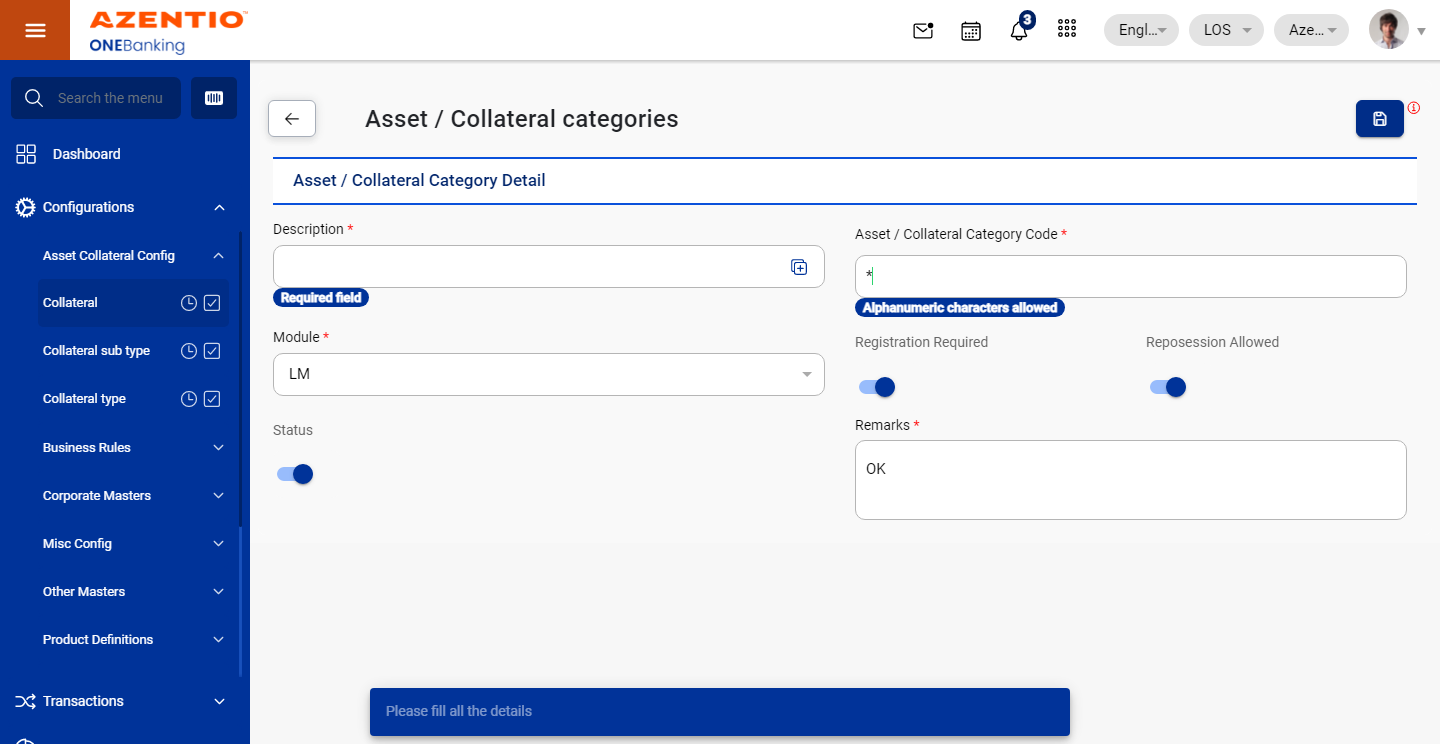 AZENTIO™
ONEBanking
3
Engl...
LOS
Aze...
Search the menu
Dashboard
Configurations
Asset Collateral Config
Collateral
Collateral sub type
Collateral type
Business Rules
Corporate Masters
Misc Config
Other Masters
Product Definitions
Transactions
Asset / Collateral categories
Asset / Collateral Category Detail
Description *
Required field
Asset / Collateral Category Code *
*
Alphanumeric characters allowed
Module *
LM
Registration Required
Reposession Allowed
Status
Remarks *
OK
Please fill all the details